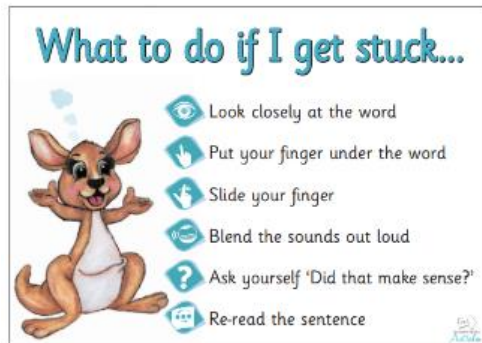 What to do if I get stuck...
Look closely at the word
Put your finger under the word
Slide your finger
Blend the sounds out loud
?
Ask yourself ‘Did that make sense?’
Re-read the sentence